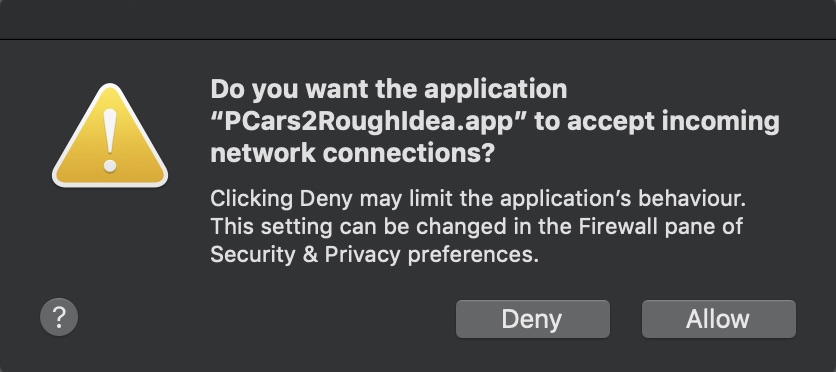 Do you want the application
“PCars2RoughIdea.app” to accept incoming
network connections?
Clicking Deny may limit the application’s behaviour.
This setting can be changed in the Firewall pane of
Security & Privacy preferences.
?
Deny
Allow